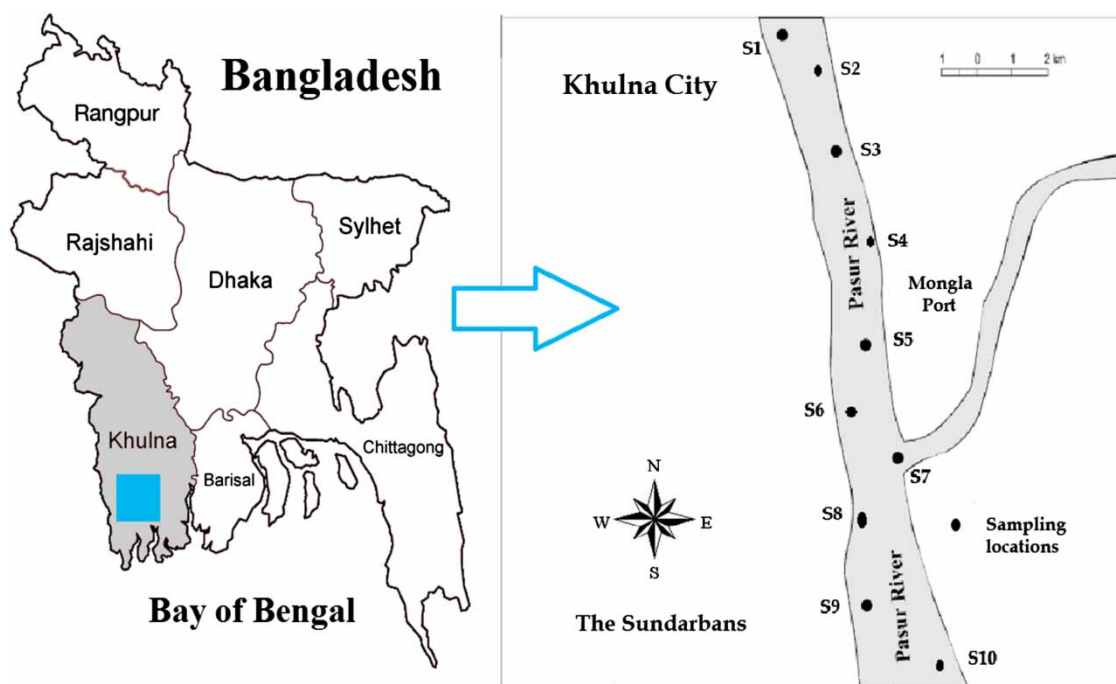 Bangladesh
Rangpur
Rajshahi
Sylhet
Dhaka
Khulna
Barisal
Chittagong
Bay of Bengal
S1
S2
1 0 1 2 km
Khulna City
S3
Pasur River
S4
Mongla
Port
S5
S6
S7
N
W E
S
S8
Sampling
locations
S9
The Sundarbans
Pasur River
S10